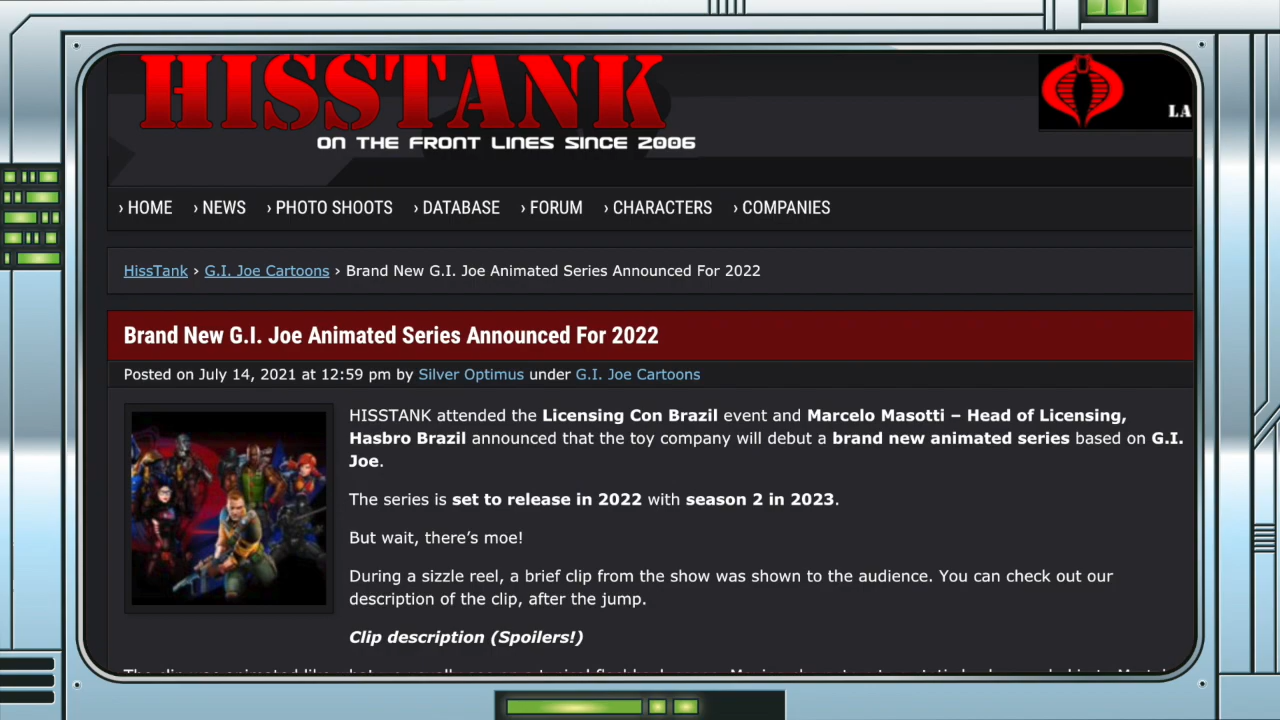 HISSTANK
ON THE FRONT LINES SINCE 2006
LA
› HOME › NEWS › PHOTO SHOOTS › DATABASE › FORUM › CHARACTERS › COMPANIES
HissTank › G.I. Joe Cartoons › Brand New G.I. Joe Animated Series Announced For 2022
Brand New G.I. Joe Animated Series Announced For 2022
Posted on July 14, 2021 at 12:59 pm by Silver Optimus under G.I. Joe Cartoons
HISSTANK attended the Licensing Con Brazil event and Marcelo Masotti – Head of Licensing,
Hasbro Brazil announced that the toy company will debut a brand new animated series based on G.I.
Joe.
The series is set to release in 2022 with season 2 in 2023.
But wait, there's moe!
During a sizzle reel, a brief clip from the show was shown to the audience. You can check out our
description of the clip, after the jump.
Clip description (Spoilers!)